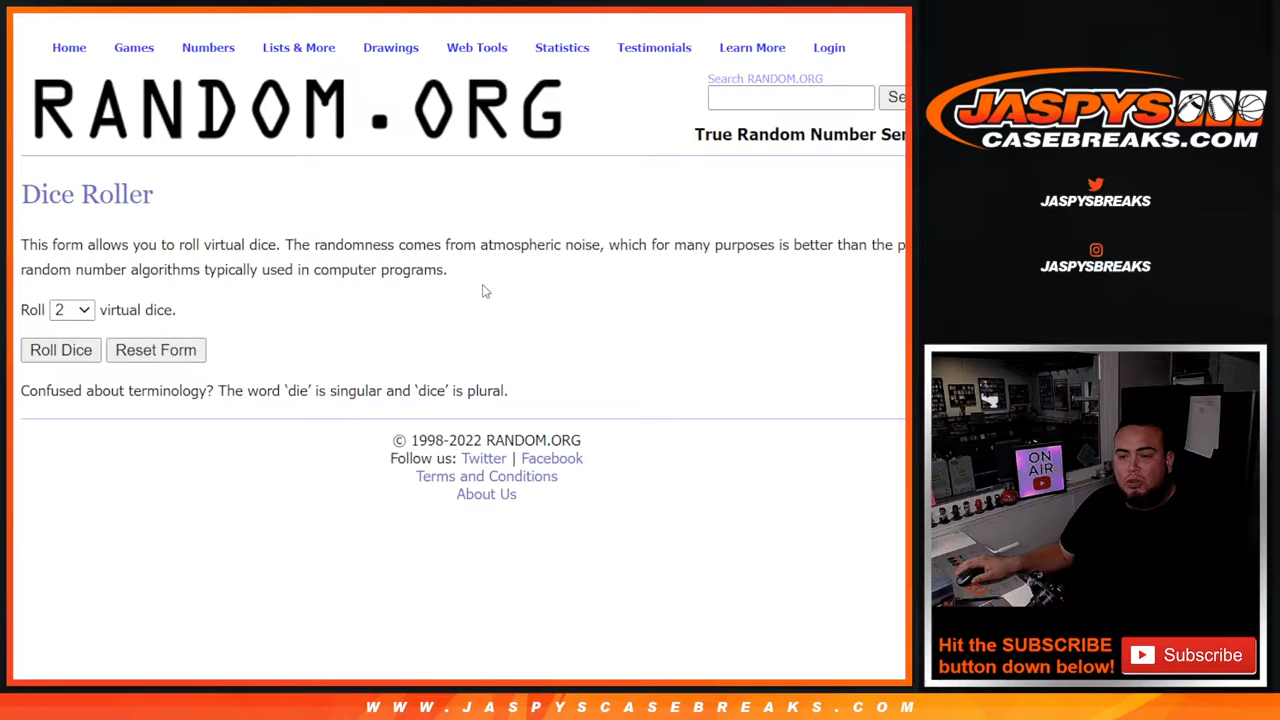 Home Games Numbers Lists & More Drawings Web Tools Statistics Testimonials Learn More Login
RANDOM.ORG
Search RANDOM.ORG
Se
True Random Number Ser
Dice Roller
This form allows you to roll virtual dice. The randomness comes from atmospheric noise, which for many purposes is better than the p
random number algorithms typically used in computer programs.
Roll 2 virtual dice.
Roll Dice Reset Form
Confused about terminology? The word ‘die’ is singular and ‘dice’ is plural.
© 1998-2022 RANDOM.ORG
Follow us: Twitter | Facebook
Terms and Conditions
About Us
JASPYS
CASEBREAKS.COM
JASPYSBREAKS
JASPYSBREAKS
ON
AIR
Hit the SUBSCRIBE
button down below!
Subscribe
WWW.JASPYSCASEBREAKS.COM